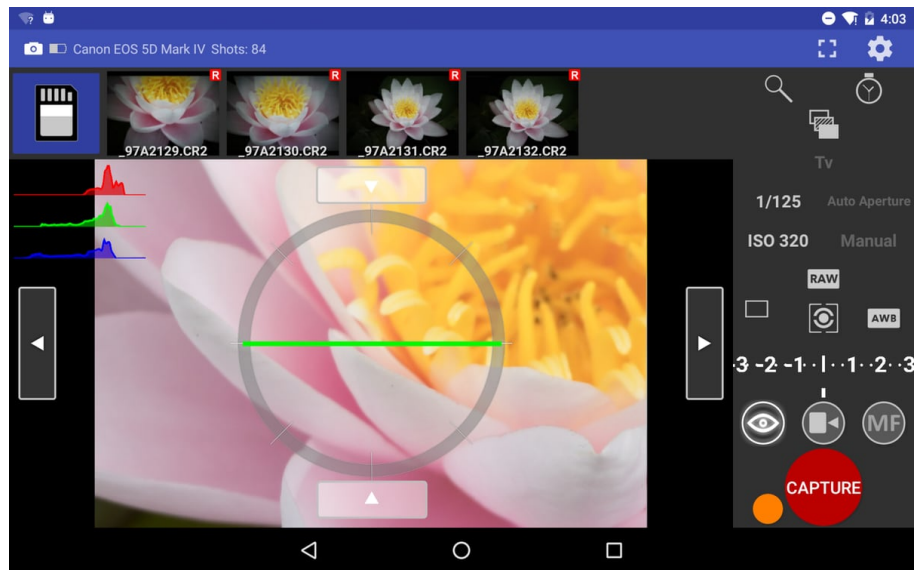 4:03
Canon EOS 5D Mark IV Shots: 84
R
R
R
R
_97A2129.CR2
_97A2130.CR2
_97A2131.CR2
_97A2132.CR2
Tv
1/125 Auto Aperture
ISO 320 Manual
RAW
AWB
-3··-2··-1··|··1··2··3
MF
CAPTURE